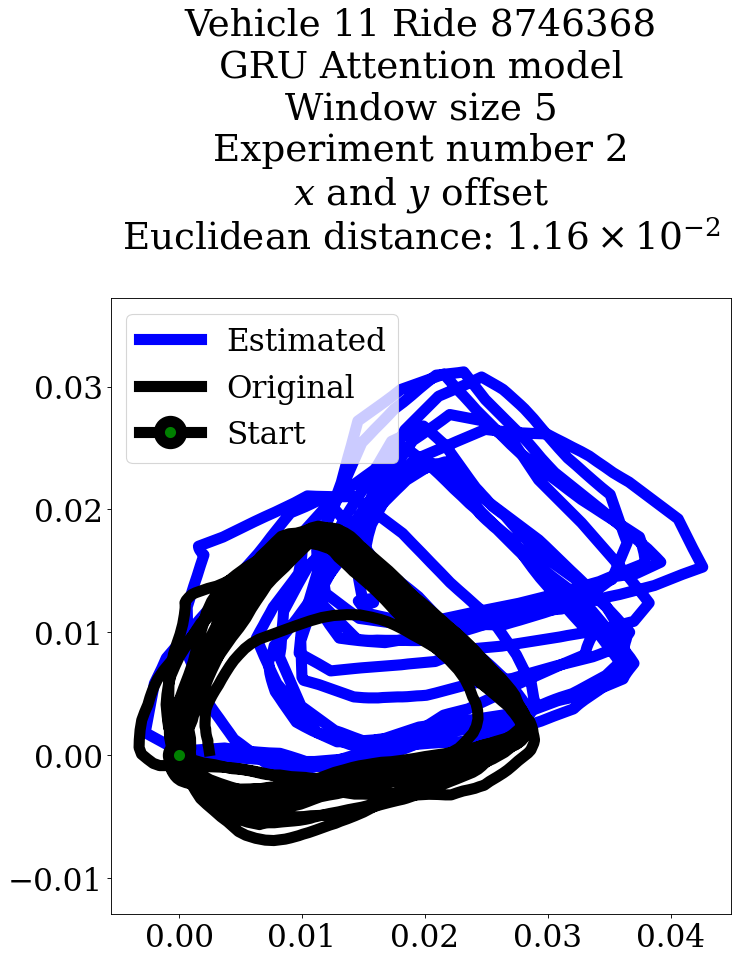 Vehicle 11 Ride 8746368
GRU Attention model
Window size 5
Experiment number 2
x and y offset
Euclidean distance: 1.16 × 10⁻²
Estimated
Original
Start
0.03
0.02
0.01
0.00
−0.01
0.00 0.01 0.02 0.03 0.04